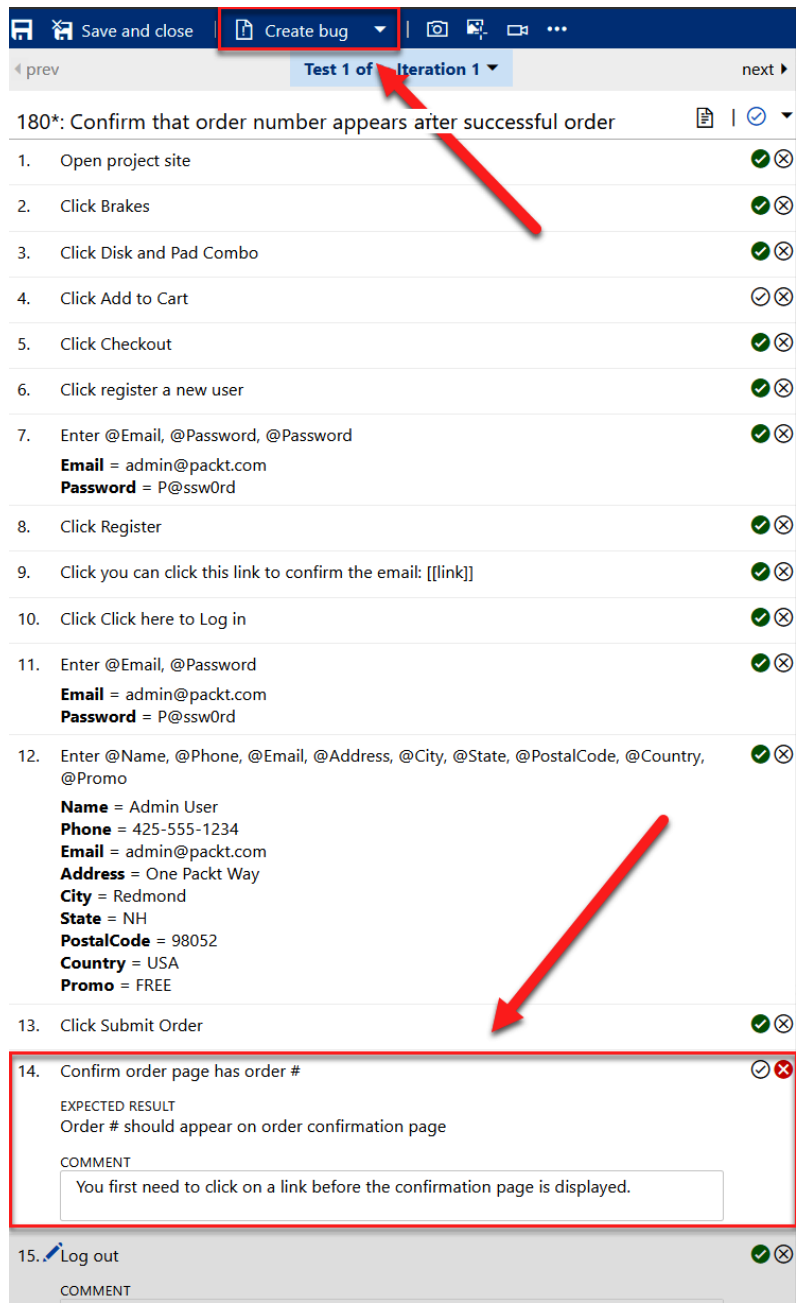 Save and close | Create bug |
prev Test 1 of Iteration 1 next
180*: Confirm that order number appears after successful order
1. Open project site
2. Click Brakes
3. Click Disk and Pad Combo
4. Click Add to Cart
5. Click Checkout
6. Click register a new user
7. Enter @Email, @Password, @Password
Email = admin@packt.com
Password = P@ssw0rd
8. Click Register
9. Click you can click this link to confirm the email: [[link]]
10. Click Click here to Log in
11. Enter @Email, @Password
Email = admin@packt.com
Password = P@ssw0rd
12. Enter @Name, @Phone, @Email, @Address, @City, @State, @PostalCode, @Country,
@Promo
Name = Admin User
Phone = 425-555-1234
Email = admin@packt.com
Address = One Packt Way
City = Redmond
State = NH
PostalCode = 98052
Country = USA
Promo = FREE
13. Click Submit Order
14. Confirm order page has order #
EXPECTED RESULT
Order # should appear on order confirmation page
COMMENT
You first need to click on a link before the confirmation page is displayed.
15. Log out
COMMENT